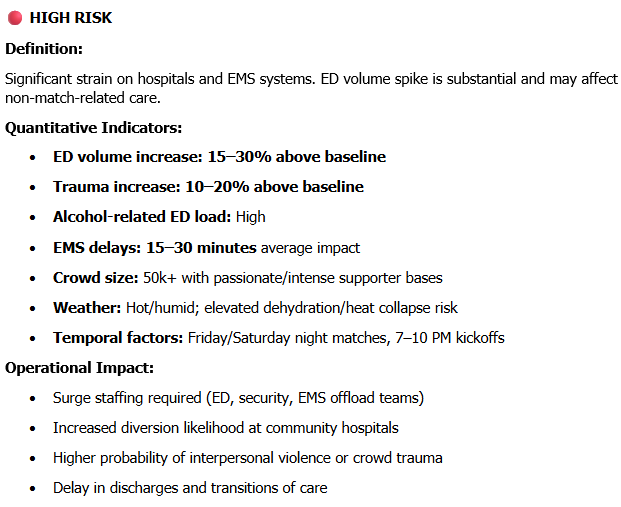 HIGH RISK
Definition:
Significant strain on hospitals and EMS systems. ED volume spike is substantial and may affect
non-match-related care.
Quantitative Indicators:
• ED volume increase: 15–30% above baseline
• Trauma increase: 10–20% above baseline
• Alcohol-related ED load: High
• EMS delays: 15–30 minutes average impact
• Crowd size: 50k+ with passionate/intense supporter bases
• Weather: Hot/humid; elevated dehydration/heat collapse risk
• Temporal factors: Friday/Saturday night matches, 7–10 PM kickoffs
Operational Impact:
• Surge staffing required (ED, security, EMS offload teams)
• Increased diversion likelihood at community hospitals
• Higher probability of interpersonal violence or crowd trauma
• Delay in discharges and transitions of care